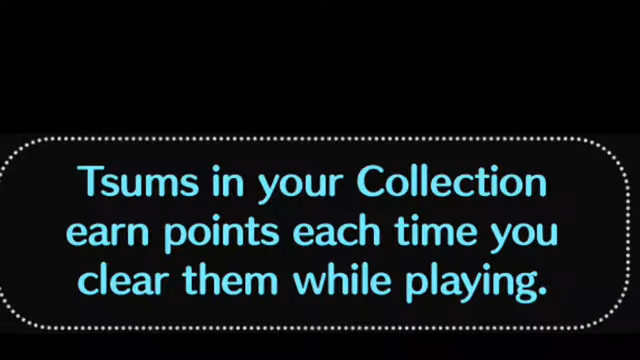 Tsums in your Collection
earn points each time you
clear them while playing.